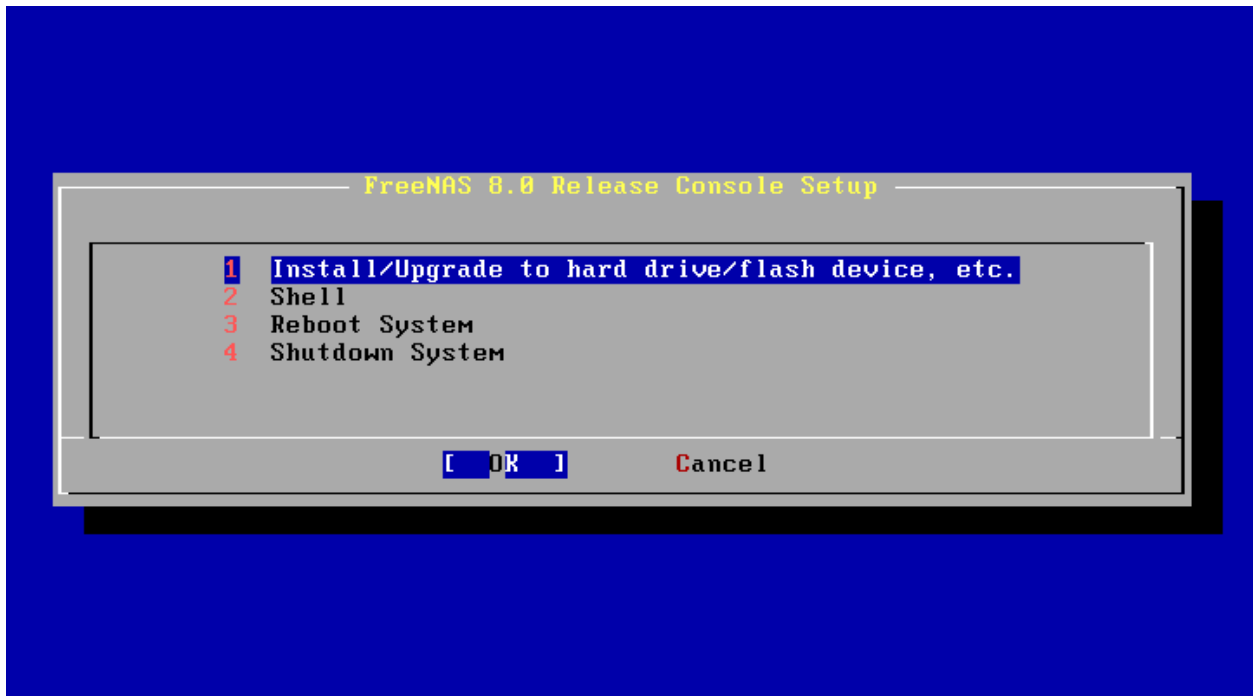 FreeNAS 8.0 Release Console Setup
1 Install/Upgrade to hard drive/flash device, etc.
2 Shell
3 Reboot System
4 Shutdown System
[ OK ] Cancel